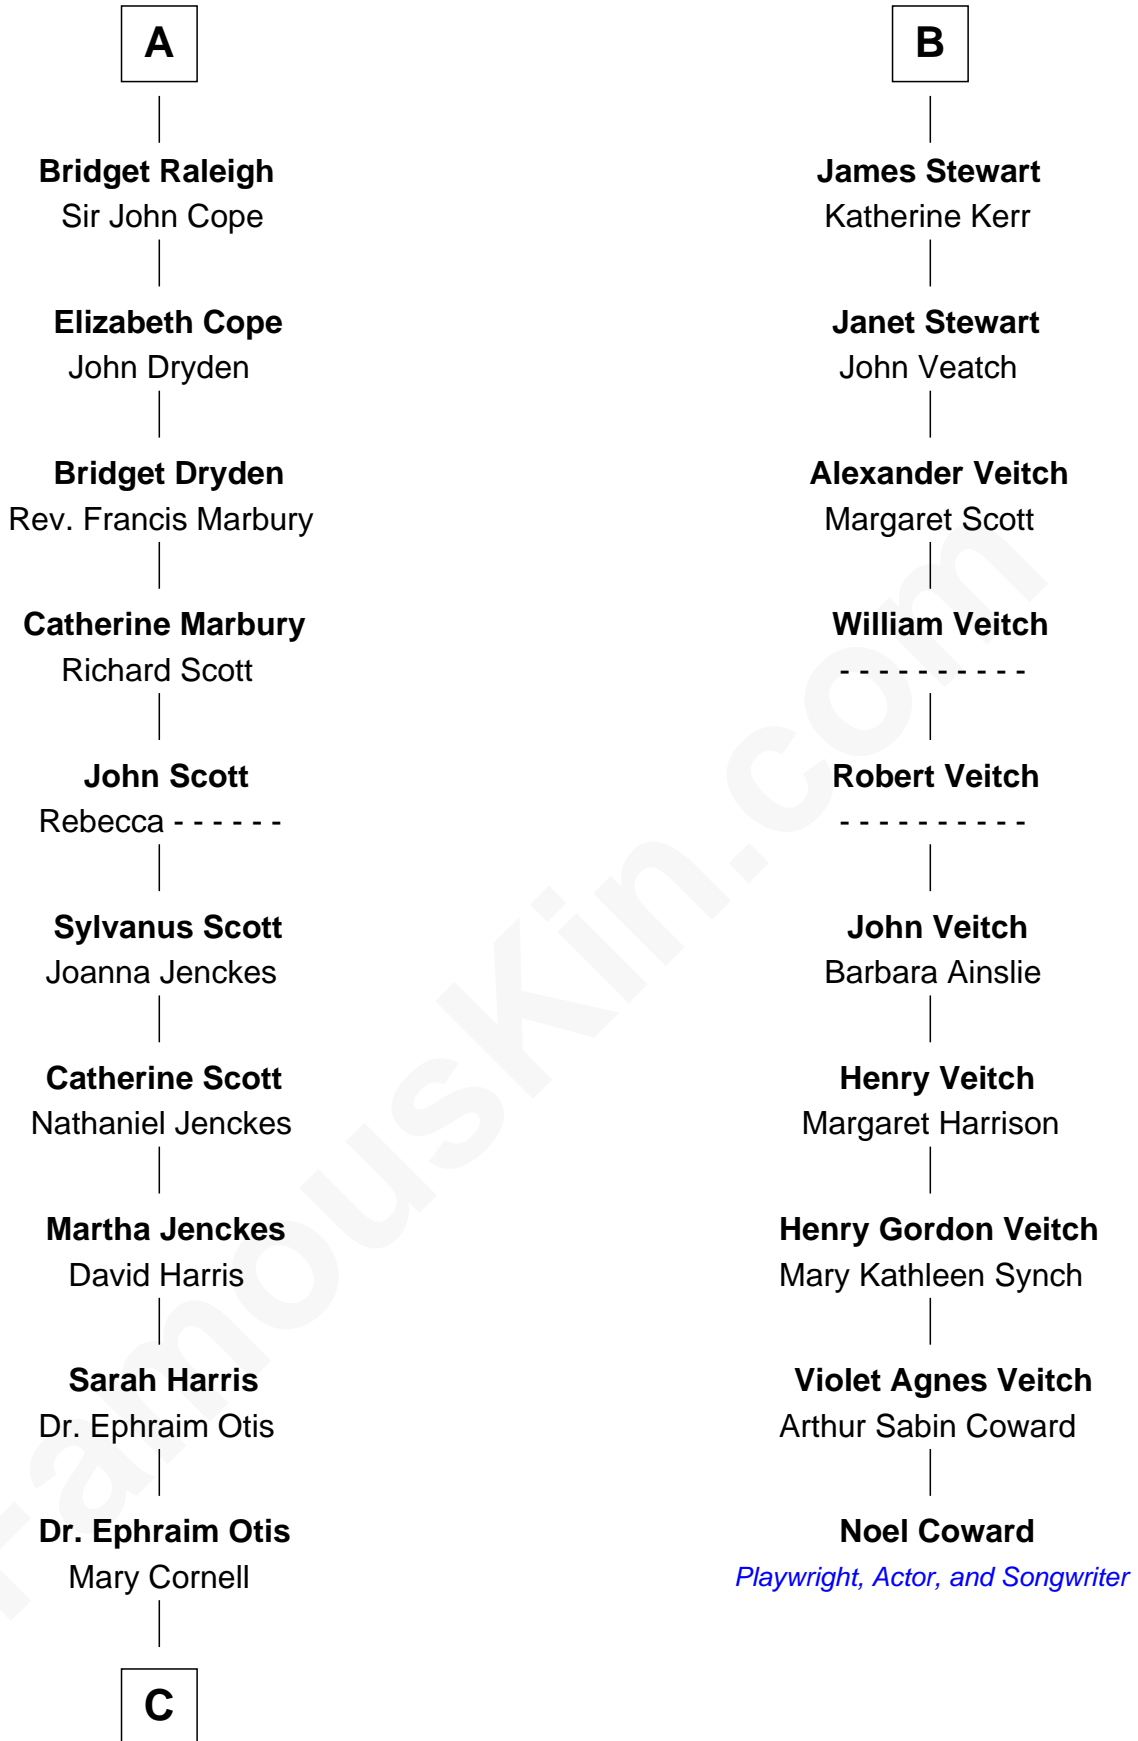 A
Bridget Raleigh
Sir John Cope
Elizabeth Cope
John Dryden
Bridget Dryden
Rev. Francis Marbury
Catherine Marbury
Richard Scott
John Scott
Rebecca - - - - - -
Sylvanus Scott
Joanna Jenckes
Catherine Scott
Nathaniel Jenckes
Martha Jenckes
David Harris
Sarah Harris
Dr. Ephraim Otis
Dr. Ephraim Otis
Mary Cornell
C
B
James Stewart
Katherine Kerr
Janet Stewart
John Veatch
Alexander Veitch
Margaret Scott
William Veitch
- - - - - - - - - -
Robert Veitch
- - - - - - - - - -
John Veitch
Barbara Ainslie
Henry Veitch
Margaret Harrison
Henry Gordon Veitch
Mary Kathleen Synch
Violet Agnes Veitch
Arthur Sabin Coward
Noel Coward
Playwright, Actor, and Songwriter
FamousKin.com